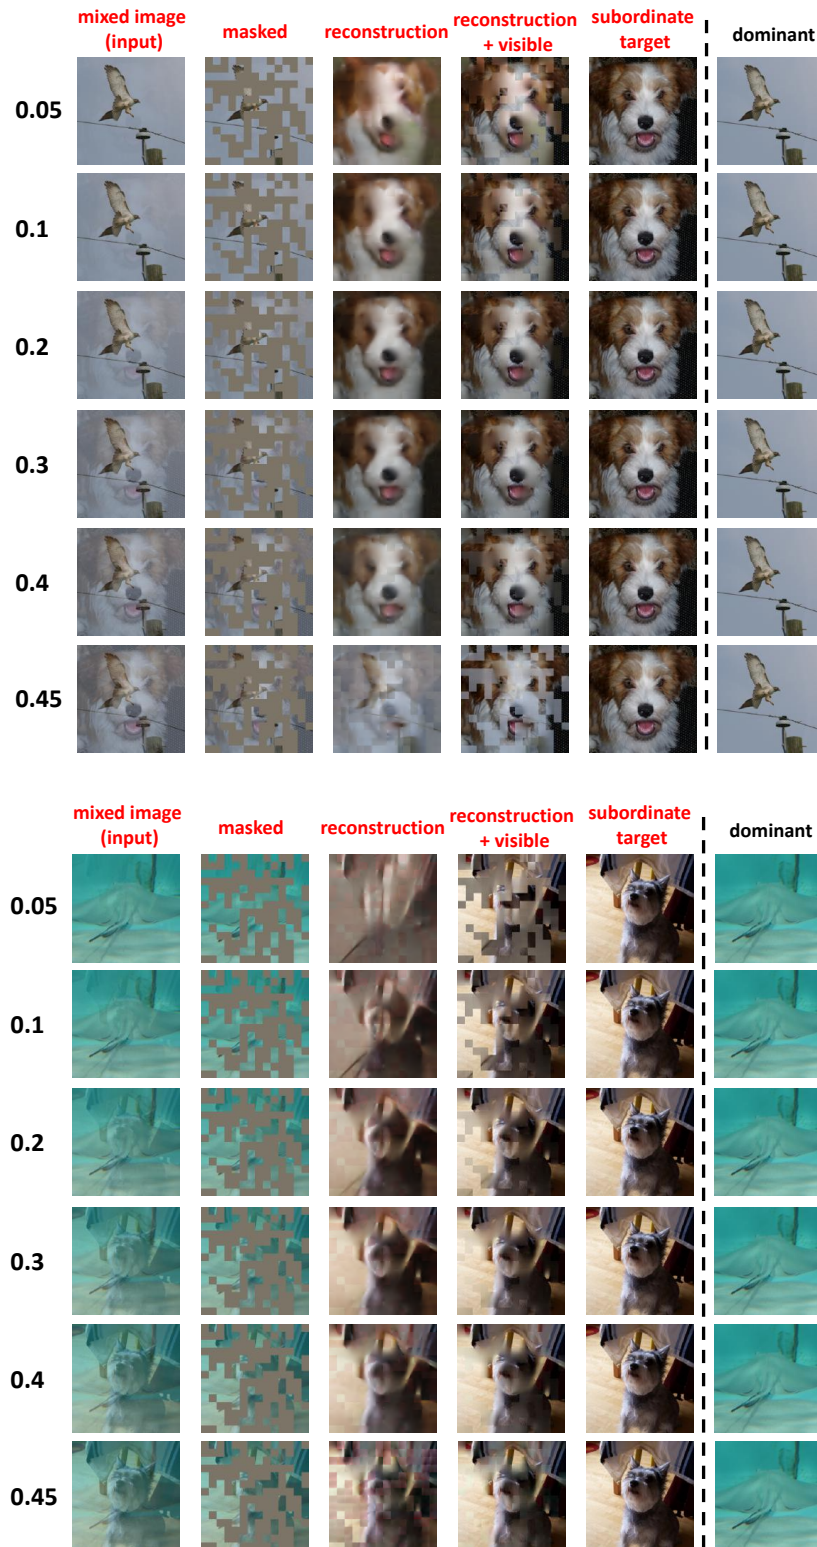 mixed image
(input)
masked
reconstruction
reconstruction
+ visible
subordinate
target
dominant
0.05
0.1
0.2
0.3
0.4
0.45
mixed image
(input)
masked
reconstruction
reconstruction
+ visible
subordinate
target
dominant
0.05
0.1
0.2
0.3
0.4
0.45